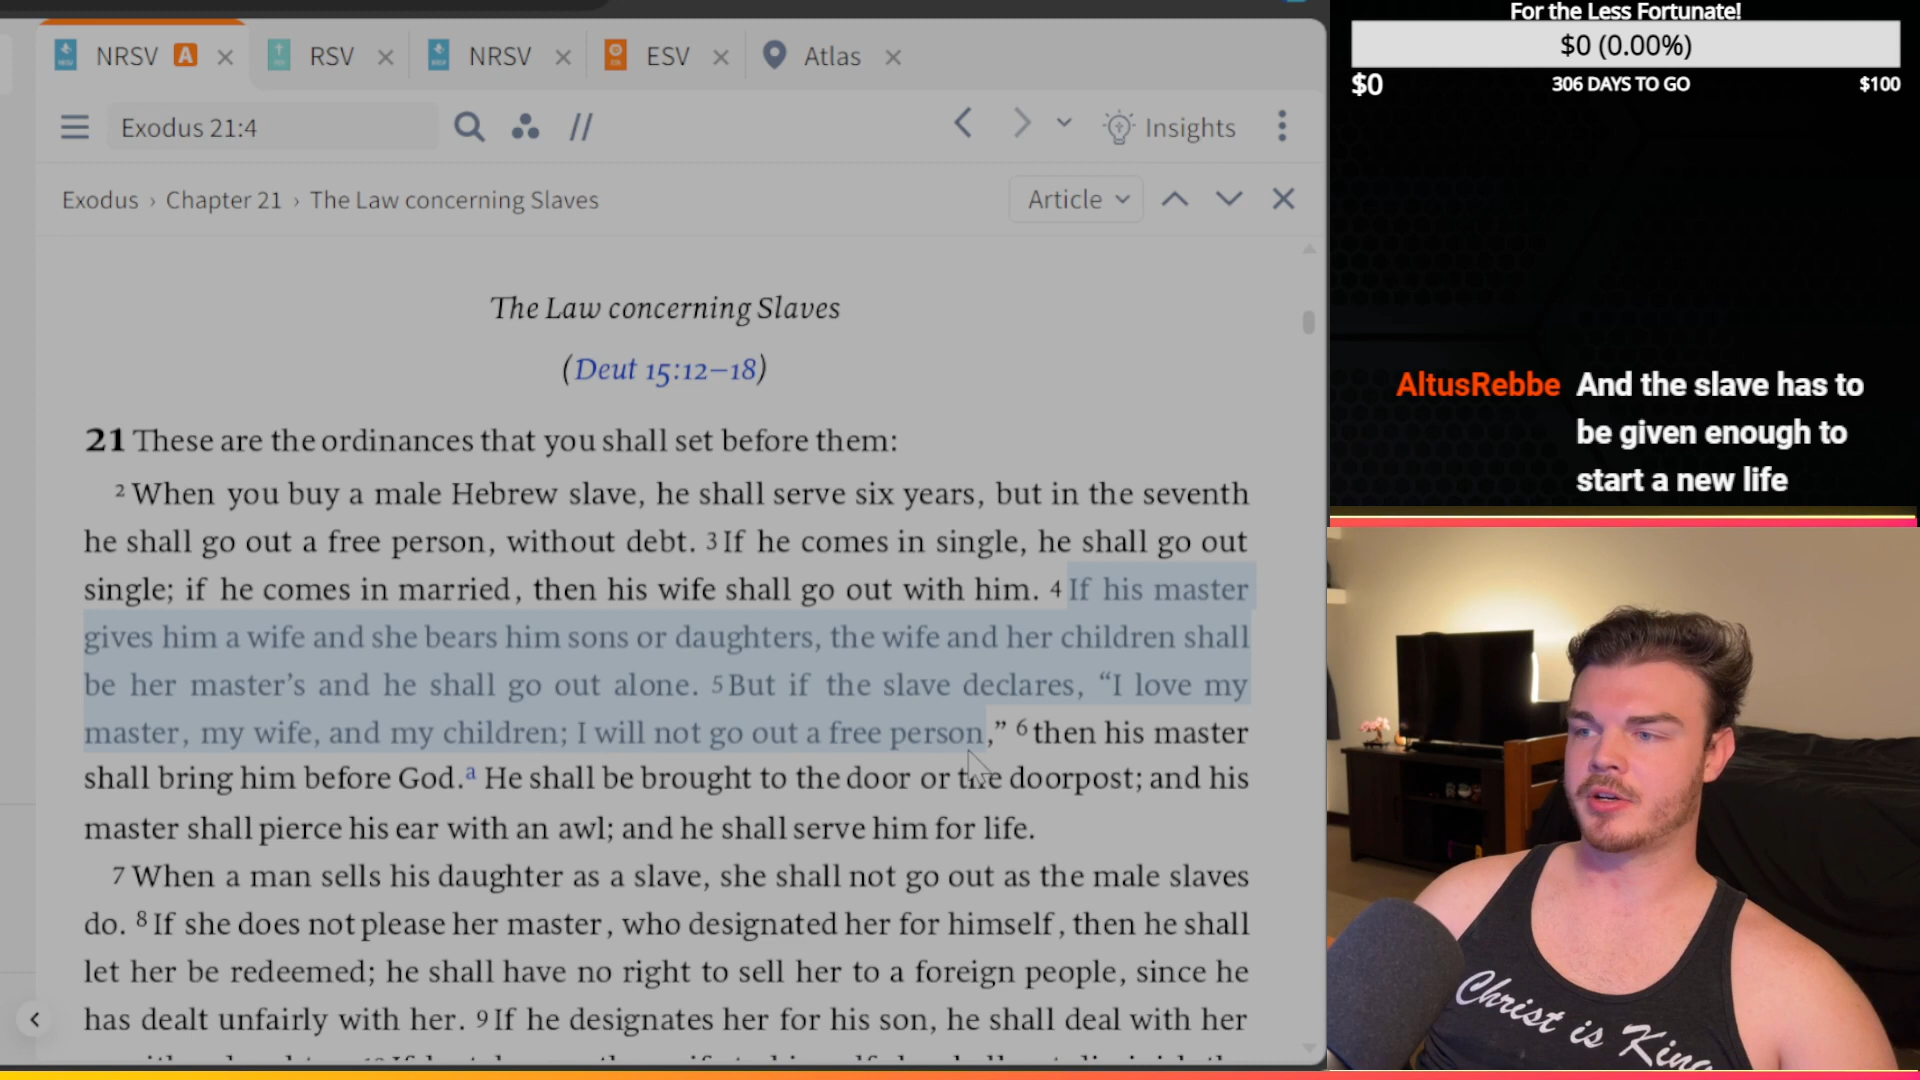 NRSV A
RSV
NRSV
ESV
Atlas
Exodus 21:4
Insights
Exodus › Chapter 21 › The Law concerning Slaves
Article
The Law concerning Slaves
(Deut 15:12–18)
21 These are the ordinances that you shall set before them:
2 When you buy a male Hebrew slave, he shall serve six years, but in the seventh
he shall go out a free person, without debt. 3 If he comes in single, he shall go out
single; if he comes in married, then his wife shall go out with him. 4 If his master
gives him a wife and she bears him sons or daughters, the wife and her children shall
be her master’s and he shall go out alone. 5 But if the slave declares, “I love my
master, my wife, and my children; I will not go out a free person,” 6 then his master
shall bring him before God.a He shall be brought to the door or the doorpost; and his
master shall pierce his ear with an awl; and he shall serve him for life.
7 When a man sells his daughter as a slave, she shall not go out as the male slaves
do. 8 If she does not please her master, who designated her for himself, then he shall
let her be redeemed; he shall have no right to sell her to a foreign people, since he
has dealt unfairly with her. 9 If he designates her for his son, he shall deal with her
For the Less Fortunate!
$0 (0.00%)
$0 306 DAYS TO GO $100
AltusRebbe And the slave has to
be given enough to
start a new life
Christ is King